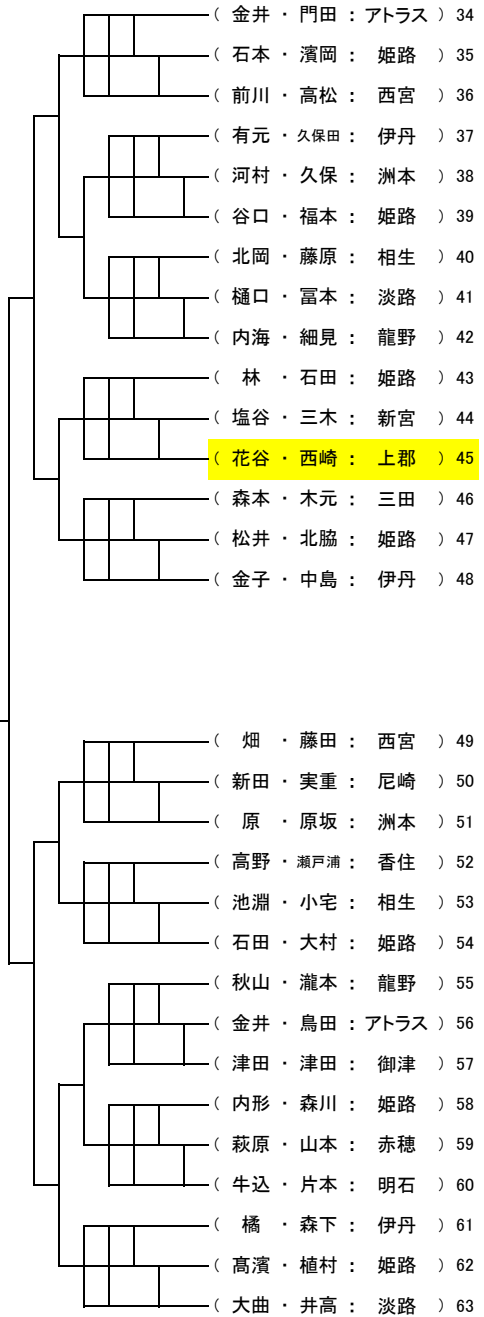 ( 金井 ・ 門田 : アトラス ) 34
( 石本 ・ 濱岡 : 姫路 ) 35
( 前川 ・ 高松 : 西宮 ) 36
( 有元 ・ 久保田 : 伊丹 ) 37
( 河村 ・ 久保 : 洲本 ) 38
( 谷口 ・ 福本 : 姫路 ) 39
( 北岡 ・ 藤原 : 相生 ) 40
( 樋口 ・ 冨本 : 淡路 ) 41
( 内海 ・ 細見 : 龍野 ) 42
( 林 ・ 石田 : 姫路 ) 43
( 塩谷 ・ 三木 : 新宮 ) 44
( 花谷 ・ 西崎 : 上郡 ) 45
( 森本 ・ 木元 : 三田 ) 46
( 松井 ・ 北脇 : 姫路 ) 47
( 金子 ・ 中島 : 伊丹 ) 48
( 畑 ・ 藤田 : 西宮 ) 49
( 新田 ・ 実重 : 尼崎 ) 50
( 原 ・ 原坂 : 洲本 ) 51
( 高野 ・ 瀬戸浦 : 香住 ) 52
( 池淵 ・ 小宅 : 相生 ) 53
( 石田 ・ 大村 : 姫路 ) 54
( 秋山 ・ 瀧本 : 龍野 ) 55
( 金井 ・ 鳥田 : アトラス ) 56
( 津田 ・ 津田 : 御津 ) 57
( 内形 ・ 森川 : 姫路 ) 58
( 萩原 ・ 山本 : 赤穂 ) 59
( 牛込 ・ 片本 : 明石 ) 60
( 橘 ・ 森下 : 伊丹 ) 61
( 髙濱 ・ 植村 : 姫路 ) 62
( 大曲 ・ 井高 : 淡路 ) 63